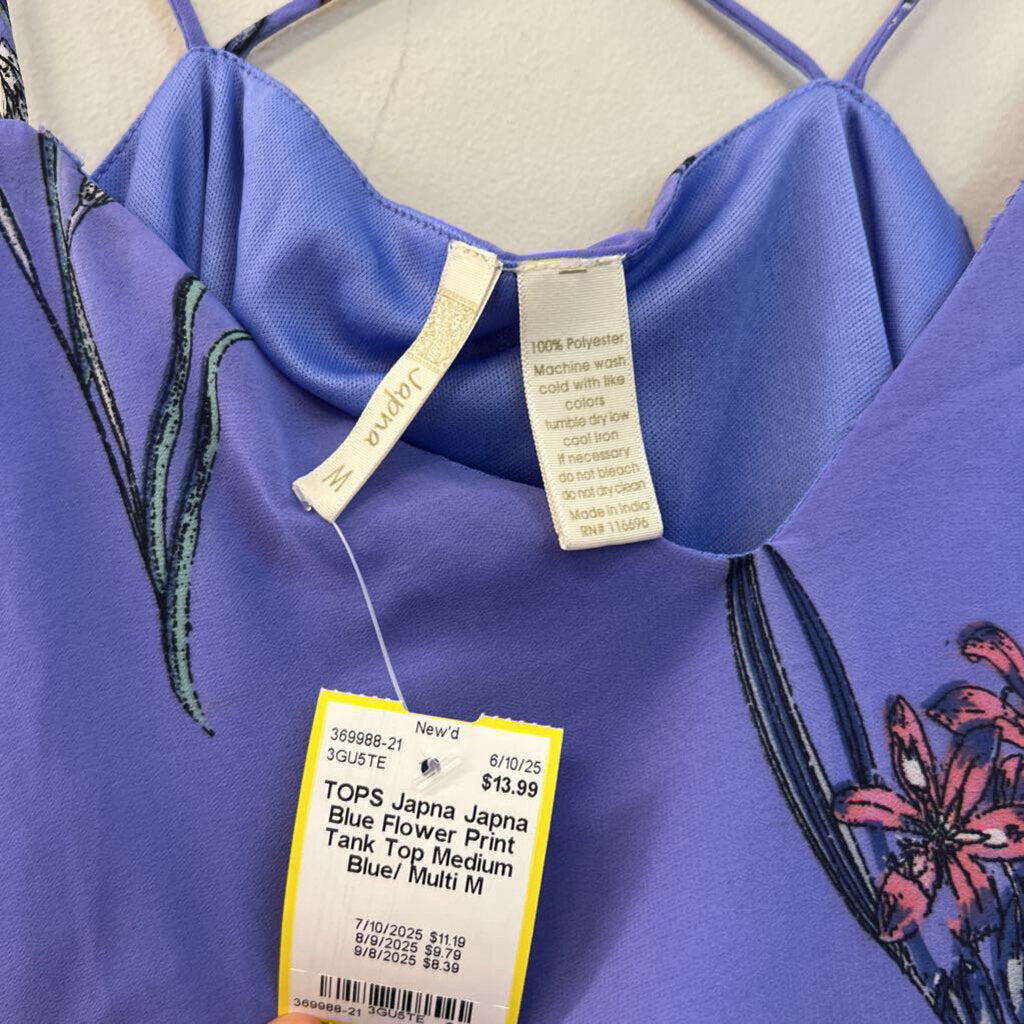 Japna
M
100% Polyester
Machine wash
cold with like
colors
tumble dry low
cool iron
if necessary
do not bleach
do not dry clean
Made in India
RN# 116696
New'd
369988-21
3GU5TE
6/10/25
$13.99
TOPS Japna Japna
Blue Flower Print
Tank Top Medium
Blue/ Multi M
7/10/2025 $11.19
8/9/2025 $9.79
9/8/2025 $8.39
369988-21 3GU5TE